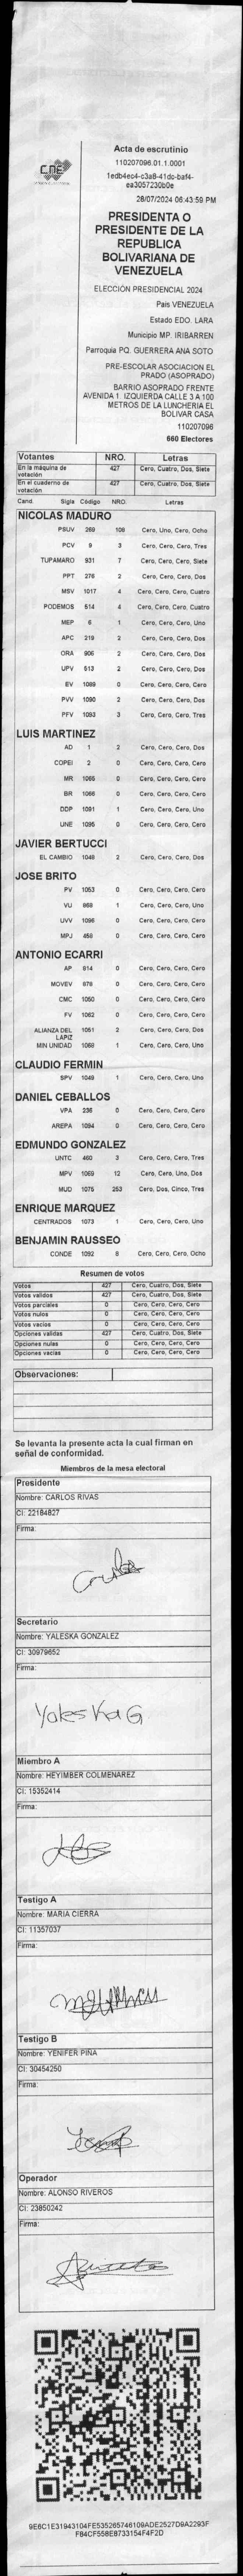 CNE
Acta de escrutinio
110207096.01.1.0001
1edb4ec4-c3a8-41dc-baf4-
ea3057230b0e
28/07/2024 06:43:59 PM
PRESIDENTA O
PRESIDENTE DE LA
REPUBLICA
BOLIVARIANA DE
VENEZUELA
ELECCIÓN PRESIDENCIAL 2024
Pais VENEZUELA
Estado EDO. LARA
Municipio MP. IRIBARREN
Parroquia PQ. GUERRERA ANA SOTO
PRE-ESCOLAR ASOCIACION EL
PRADO (ASOPRADO)
BARRIO ASOPRADO FRENTE
AVENIDA 1. IZQUIERDA CALLE 3 A 100
METROS DE LA LUNCHERIA EL
BOLIVAR CASA
110207096
660 Electores
Votantes NRO. Letras
En la máquina de votación 427 Cero, Cuatro, Dos, Siete
En el cuaderno de votación 427 Cero, Cuatro, Dos, Siete
Cand. Sigla Código NRO. Letras
NICOLAS MADURO
PSUV 269 108 Cero, Uno, Cero, Ocho
PCV 9 3 Cero, Cero, Cero, Tres
TUPAMARO 931 7 Cero, Cero, Cero, Siete
PPT 276 2 Cero, Cero, Cero, Dos
MSV 1017 4 Cero, Cero, Cero, Cuatro
PODEMOS 514 4 Cero, Cero, Cero, Cuatro
MEP 6 1 Cero, Cero, Cero, Uno
APC 219 2 Cero, Cero, Cero, Dos
ORA 906 2 Cero, Cero, Cero, Dos
UPV 513 2 Cero, Cero, Cero, Dos
EV 1089 0 Cero, Cero, Cero, Cero
PVV 1090 2 Cero, Cero, Cero, Dos
PFV 1093 3 Cero, Cero, Cero, Tres
LUIS MARTINEZ
AD 1 2 Cero, Cero, Cero, Dos
COPEI 2 0 Cero, Cero, Cero, Cero
MR 1065 0 Cero, Cero, Cero, Cero
BR 1066 0 Cero, Cero, Cero, Cero
DDP 1091 1 Cero, Cero, Cero, Uno
UNE 1095 0 Cero, Cero, Cero, Cero
JAVIER BERTUCCI
EL CAMBIO 1048 2 Cero, Cero, Cero, Dos
JOSE BRITO
PV 1053 0 Cero, Cero, Cero, Cero
VU 868 1 Cero, Cero, Cero, Uno
UVV 1096 0 Cero, Cero, Cero, Cero
MPJ 458 0 Cero, Cero, Cero, Cero
ANTONIO ECARRI
AP 814 0 Cero, Cero, Cero, Cero
MOVEV 878 0 Cero, Cero, Cero, Cero
CMC 1050 0 Cero, Cero, Cero, Cero
FV 1062 0 Cero, Cero, Cero, Cero
ALIANZA DEL LAPIZ 1051 2 Cero, Cero, Cero, Dos
MIN UNIDAD 1069 1 Cero, Cero, Cero, Uno
CLAUDIO FERMIN
SPV 1049 1 Cero, Cero, Cero, Uno
DANIEL CEBALLOS
VPA 236 0 Cero, Cero, Cero, Cero
AREPA 1094 0 Cero, Cero, Cero, Cero
EDMUNDO GONZALEZ
UNTC 460 3 Cero, Cero, Cero, Tres
MPV 1059 12 Cero, Cero, Uno, Dos
MUD 1075 253 Cero, Dos, Cinco, Tres
ENRIQUE MARQUEZ
CENTRADOS 1073 1 Cero, Cero, Cero, Uno
BENJAMIN RAUSSEO
CONDE 1092 8 Cero, Cero, Cero, Ocho
Resumen de votos
Votos 427 Cero, Cuatro, Dos, Siete
Votos validos 427 Cero, Cuatro, Dos, Siete
Votos parciales 0 Cero, Cero, Cero, Cero
Votos nulos 0 Cero, Cero, Cero, Cero
Votos vacios 0 Cero, Cero, Cero, Cero
Opciones validas 427 Cero, Cuatro, Dos, Siete
Opciones nulas 0 Cero, Cero, Cero, Cero
Opciones vacias 0 Cero, Cero, Cero, Cero
Observaciones:
Se levanta la presente acta la cual firman en
señal de conformidad.
Miembros de la mesa electoral
Presidente
Nombre: CARLOS RIVAS
CI: 22184827
Firma:
Secretario
Nombre: YALESKA GONZALEZ
CI: 30979652
Firma:
Yaleska G
Miembro A
Nombre: HEYIMBER COLMENAREZ
CI: 15352414
Firma:
Testigo A
Nombre: MARIA CIERRA
CI: 11357037
Firma:
Testigo B
Nombre: YENIFER PIÑA
CI: 30454250
Firma:
Operador
Nombre: ALONSO RIVEROS
CI: 23850242
Firma:
9E6C1E31943104FE535265746109ADE2527D9A2293F
F84CF558E8733154F4F2D